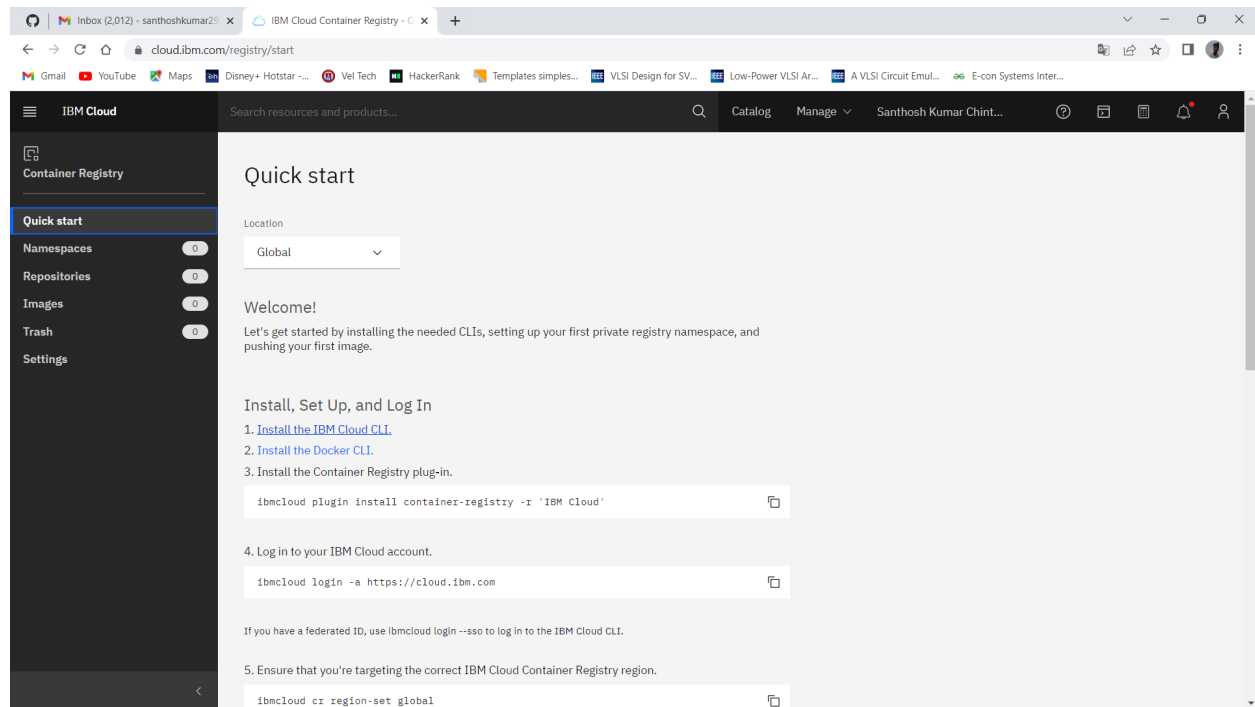 Inbox (2,012) - santhoshkumar29
IBM Cloud Container Registry - C
cloud.ibm.com/registry/start
Gmail YouTube Maps Disney+ Hotstar -... Vel Tech HackerRank Templates simples... VLSI Design for SV... Low-Power VLSI Ar... A VLSI Circuit Emul... E-con Systems Inter...
IBM Cloud Search resources and products... Catalog Manage Santhosh Kumar Chint...
Container Registry
Quick start
Namespaces 0
Repositories 0
Images 0
Trash 0
Settings
Quick start
Location
Global
Welcome!
Let's get started by installing the needed CLIs, setting up your first private registry namespace, and
pushing your first image.
Install, Set Up, and Log In
1. Install the IBM Cloud CLI.
2. Install the Docker CLI.
3. Install the Container Registry plug-in.
ibmcloud plugin install container-registry -r 'IBM Cloud'
4. Log in to your IBM Cloud account.
ibmcloud login -a https://cloud.ibm.com
If you have a federated ID, use ibmcloud login --sso to log in to the IBM Cloud CLI.
5. Ensure that you're targeting the correct IBM Cloud Container Registry region.
ibmcloud cr region-set global